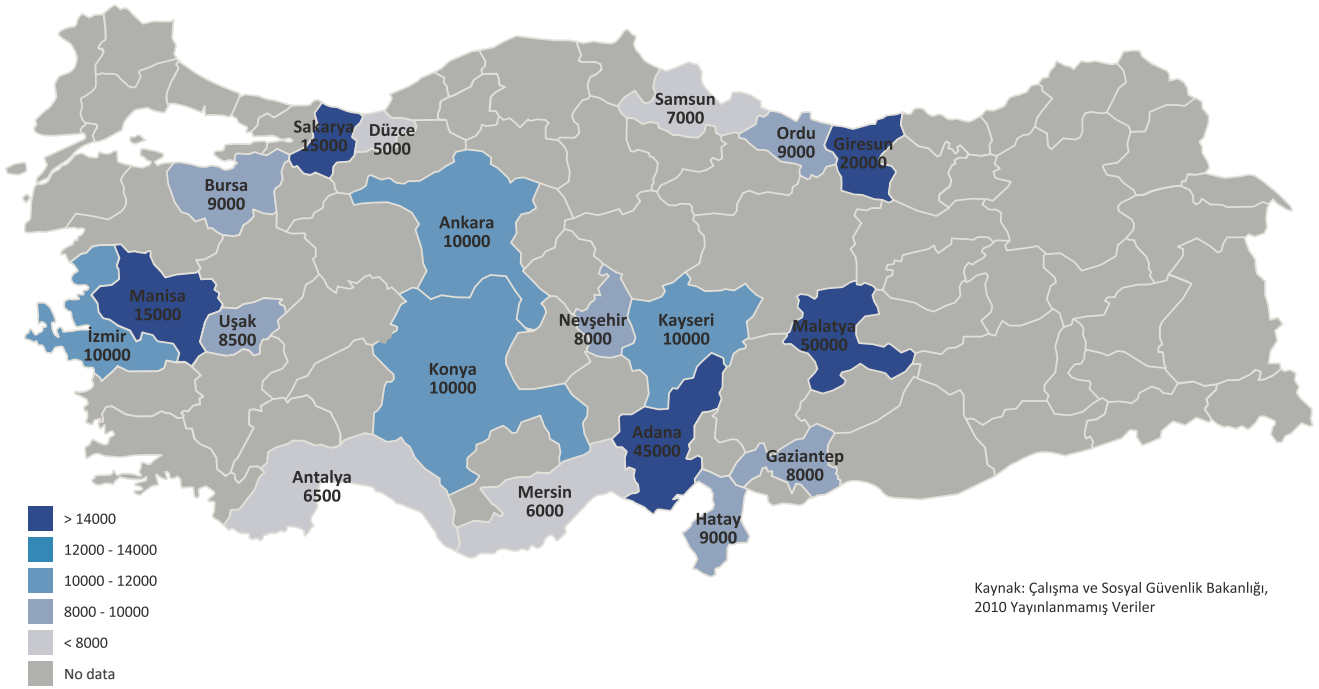 Samsun
7000
Sakarya
15000
Düzce
5000
Ordu
9000
Giresun
20000
Bursa
9000
Ankara
10000
Manisa
15000
Uşak
8500
İzmir
10000
Nevşehir
8000
Kayseri
10000
Malatya
50000
Konya
10000
Adana
45000
Gaziantep
8000
Antalya
6500
Mersin
6000
Hatay
9000
> 14000
12000 - 14000
10000 - 12000
8000 - 10000
< 8000
No data
Kaynak: Çalışma ve Sosyal Güvenlik Bakanlığı,
2010 Yayınlanmamış Veriler